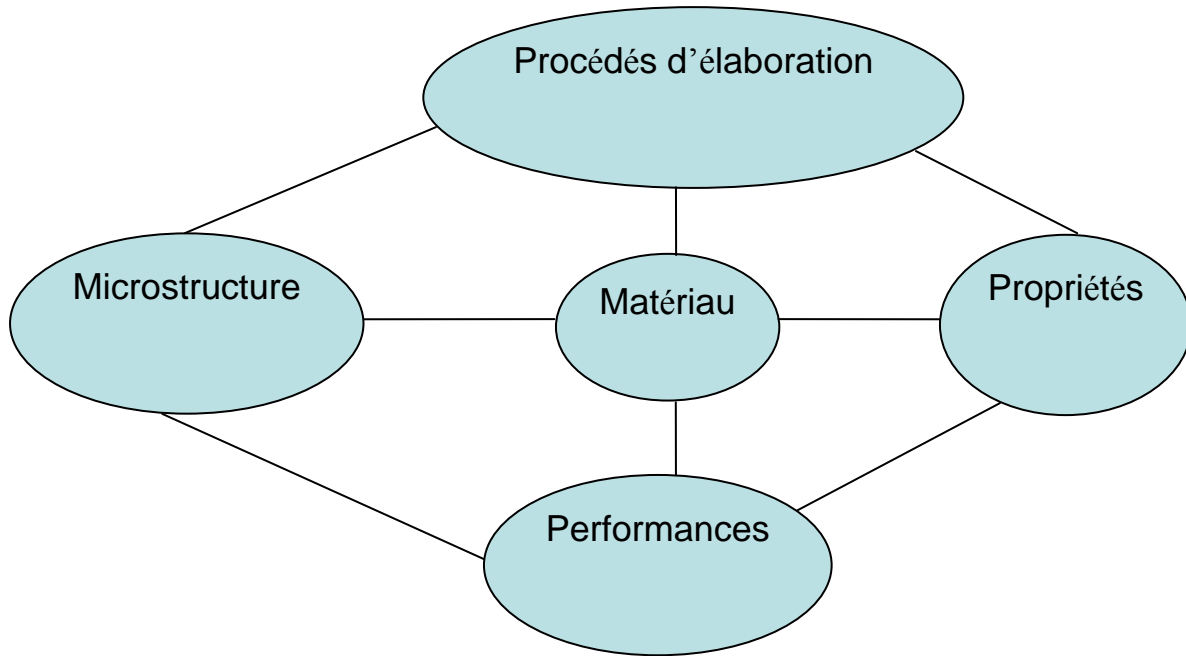 Procédés d’élaboration
Microstructure
Matériau
Propriétés
Performances